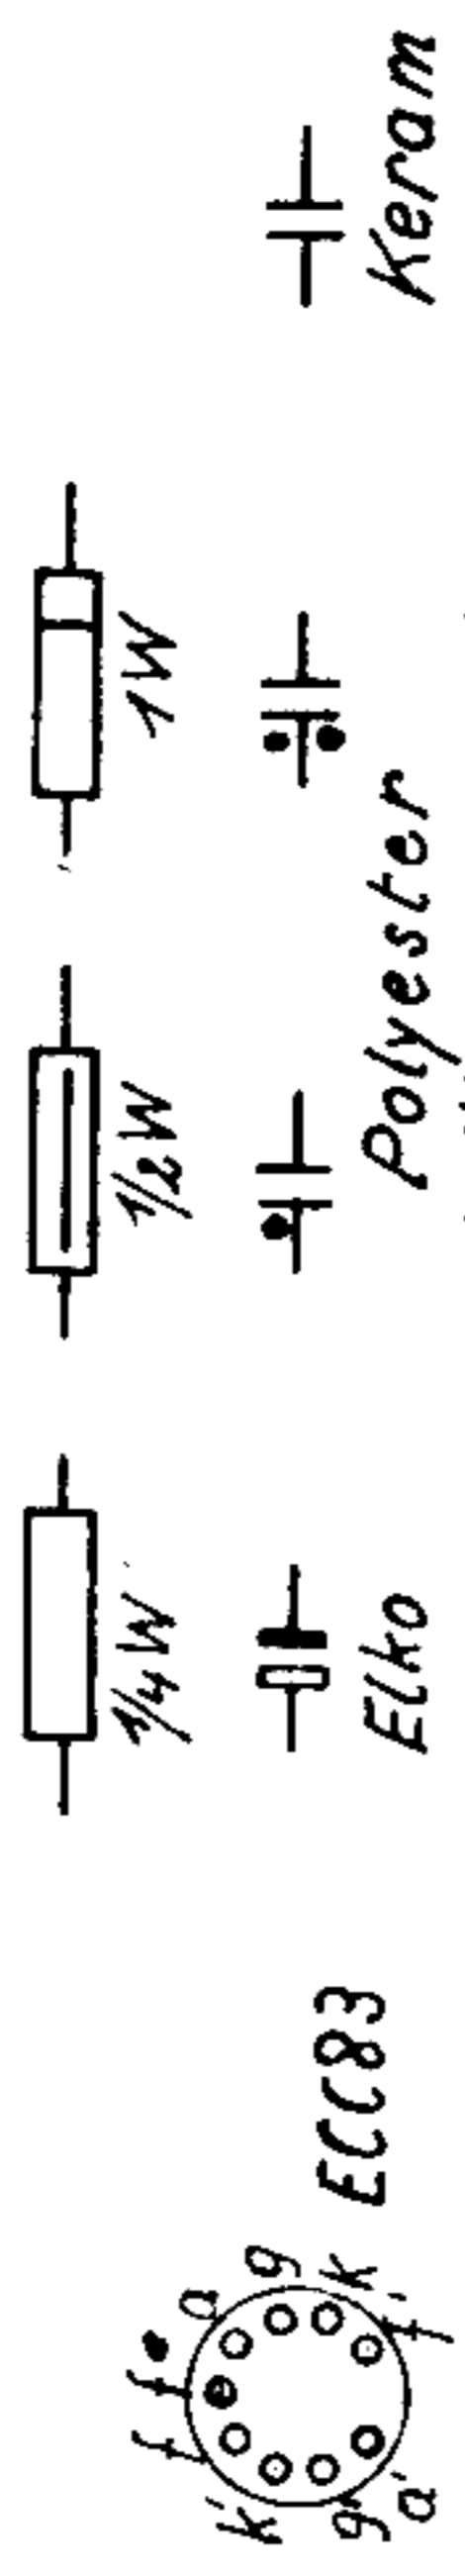 1/4 W 1/2 W 1W
ECC83
Elko Polyester Keram
k'
f
f
a
g
k
f'
a'
g'